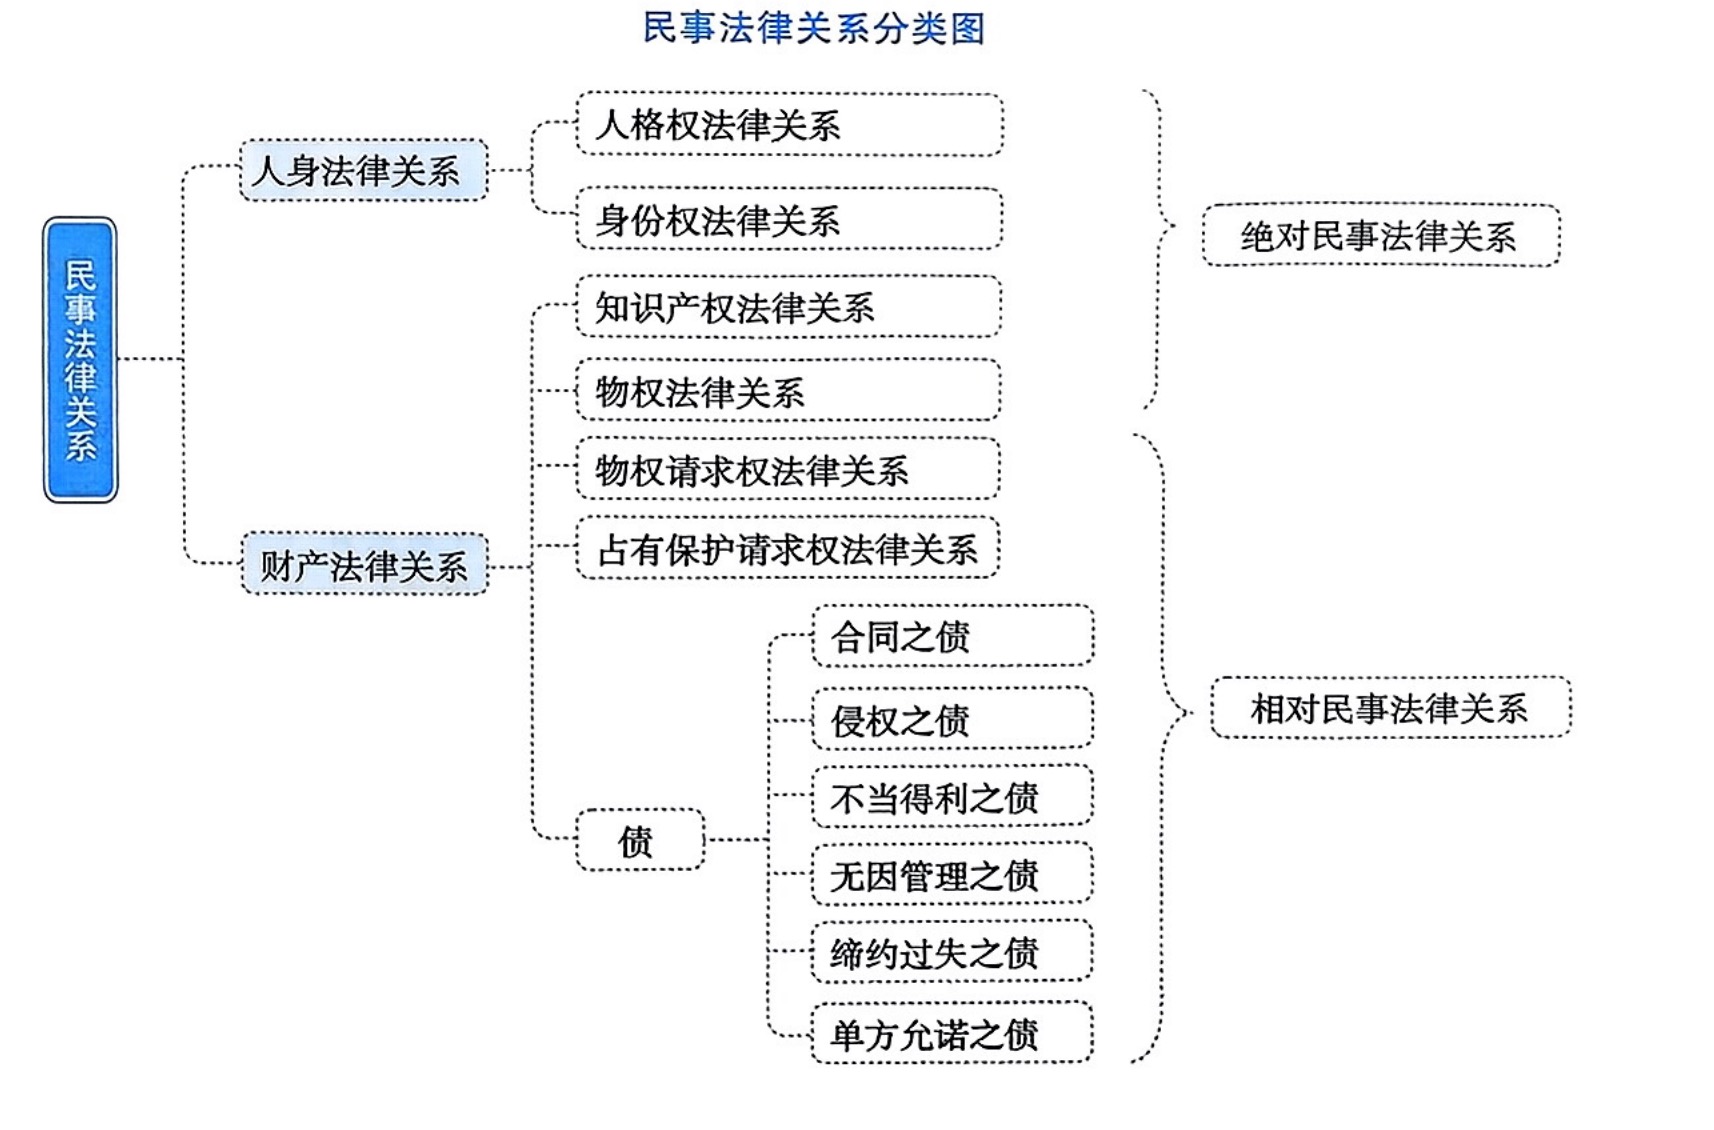 民事法律关系分类图
民事法律关系
人身法律关系
人格权法律关系
身份权法律关系
绝对民事法律关系
财产法律关系
知识产权法律关系
物权法律关系
物权请求权法律关系
占有保护请求权法律关系
债
合同之债
侵权之债
不当得利之债
无因管理之债
缔约过失之债
单方允诺之债
相对民事法律关系